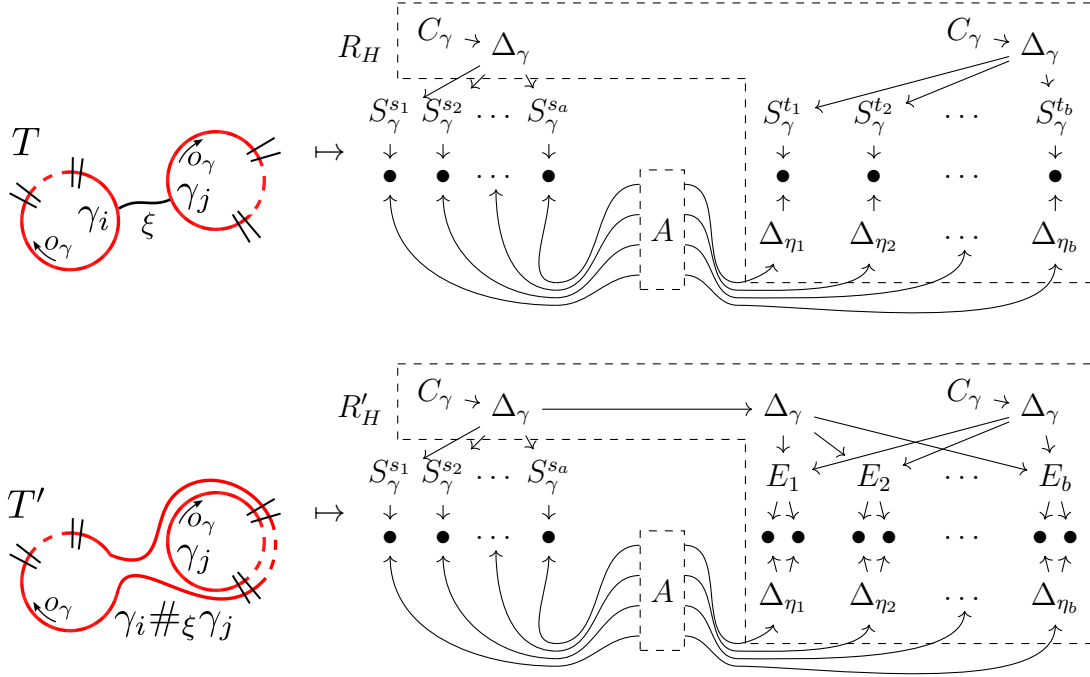 C_γ → Δ_γ C_γ → Δ_γ
R_H
S_γ^{s_1} S_γ^{s_2} ⋯ S_γ^{s_a} S_γ^{t_1} S_γ^{t_2} ⋯ S_γ^{t_b}
T o_γ
↦ • • ⋯ • • • ⋯ •
γ_i γ_j
ξ
o_γ A Δ_{η_1} Δ_{η_2} ⋯ Δ_{η_b}
C_γ → Δ_γ → Δ_γ C_γ → Δ_γ
R'_H
S_γ^{s_1} S_γ^{s_2} ⋯ S_γ^{s_a} E_1 E_2 ⋯ E_b
T' o_γ
↦ • • ⋯ • • • • • ⋯ • •
γ_j
o_γ A Δ_{η_1} Δ_{η_2} ⋯ Δ_{η_b}
γ_i#_ξγ_j